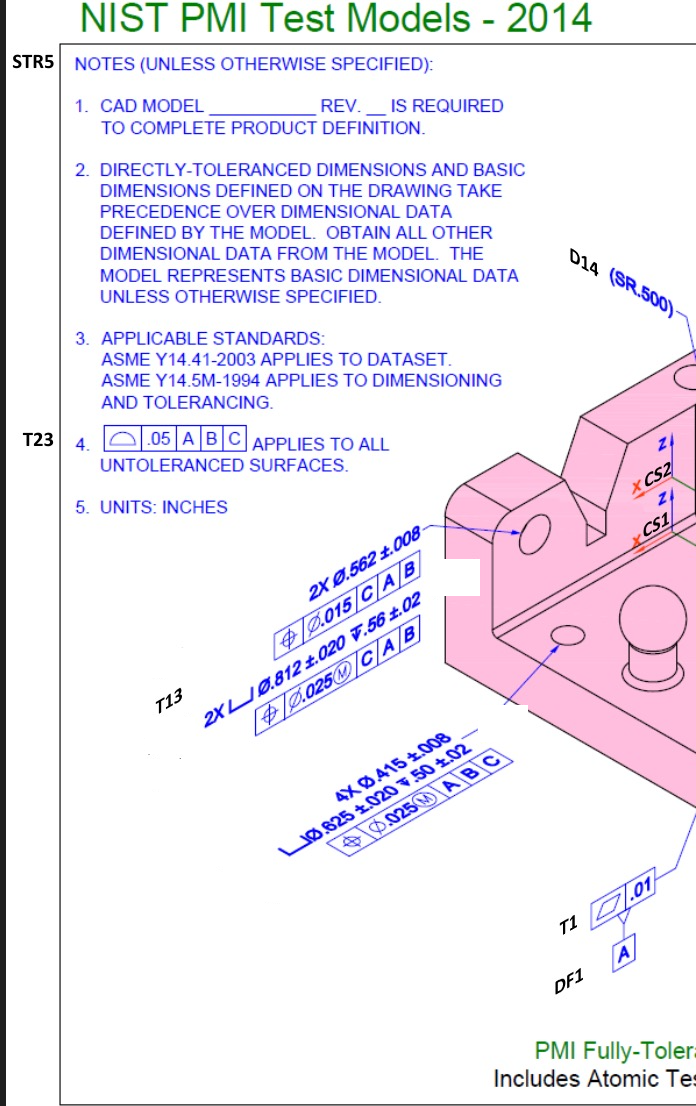 NIST PMI Test Models - 2014
STR5
NOTES (UNLESS OTHERWISE SPECIFIED):
1. CAD MODEL ___________ REV. __ IS REQUIRED
TO COMPLETE PRODUCT DEFINITION.
2. DIRECTLY-TOLERANCED DIMENSIONS AND BASIC
DIMENSIONS DEFINED ON THE DRAWING TAKE
PRECEDENCE OVER DIMENSIONAL DATA
DEFINED BY THE MODEL. OBTAIN ALL OTHER
DIMENSIONAL DATA FROM THE MODEL. THE
MODEL REPRESENTS BASIC DIMENSIONAL DATA
UNLESS OTHERWISE SPECIFIED.
3. APPLICABLE STANDARDS:
ASME Y14.41-2003 APPLIES TO DATASET.
ASME Y14.5M-1994 APPLIES TO DIMENSIONING
AND TOLERANCING.
T23
4. ⌓ .05 A B C APPLIES TO ALL
UNTOLERANCED SURFACES.
5. UNITS: INCHES
D14 (SR.500)
Z
X CS2
Z
X CS1
2X Ø.562 ±.008
⌖ Ø.015 C A B
T13
2X ⌴ Ø.812 ±.020 ↧.56 ±.02
⌖ Ø.025Ⓜ C A B
4X Ø.415 ±.008
⌴Ø.625 ±.020 ↧.50 ±.02
⌖ Ø.025Ⓜ A B C
T1 ⏥ .01
DF1 A
PMI Fully-Tolera
Includes Atomic Tes